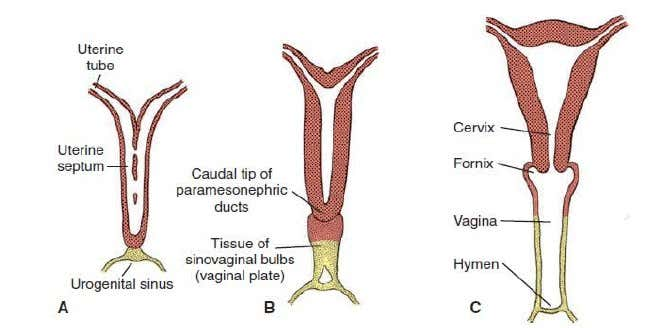 Uterine
tube
Uterine
septum
Urogenital sinus
A
Caudal tip of
paramesonephric
ducts
Tissue of
sinovaginal bulbs
(vaginal plate)
B
Cervix
Fornix
Vagina
Hymen
C